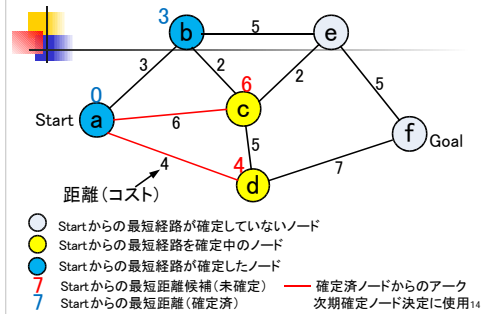 3
b
5
e
3
2
6
2
5
0
Start
a
6
c
f
Goal
5
4
4
d
7
距離(コスト)
Startからの最短経路が確定していないノード
Startからの最短経路を確定中のノード
Startからの最短経路が確定したノード
7 Startからの最短距離候補(未確定)
確定済ノードからのアーク
7 Startからの最短距離(確定済)
次期確定ノード決定に使用14